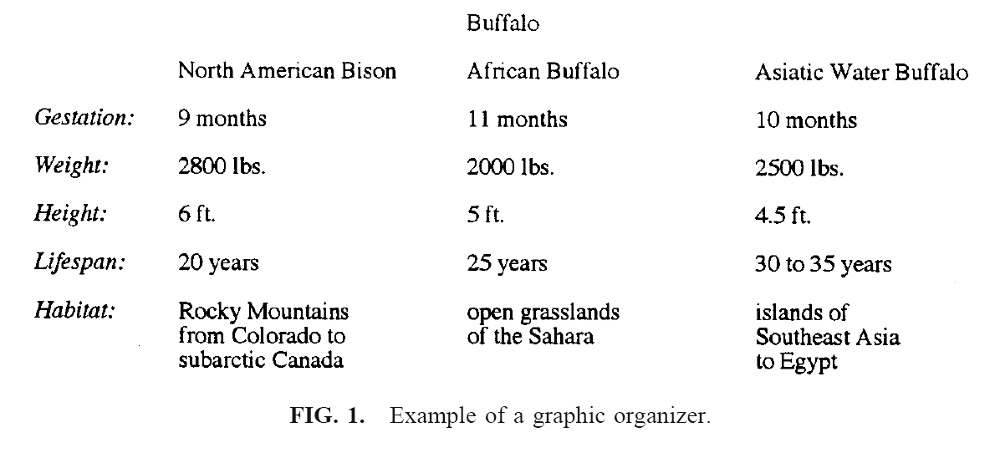 Buffalo
North American Bison African Buffalo Asiatic Water Buffalo
Gestation: 9 months 11 months 10 months
Weight: 2800 lbs. 2000 lbs. 2500 lbs.
Height: 6 ft. 5 ft. 4.5 ft.
Lifespan: 20 years 25 years 30 to 35 years
Habitat: Rocky Mountains open grasslands islands of
from Colorado to of the Sahara Southeast Asia
subarctic Canada to Egypt
FIG. 1. Example of a graphic organizer.